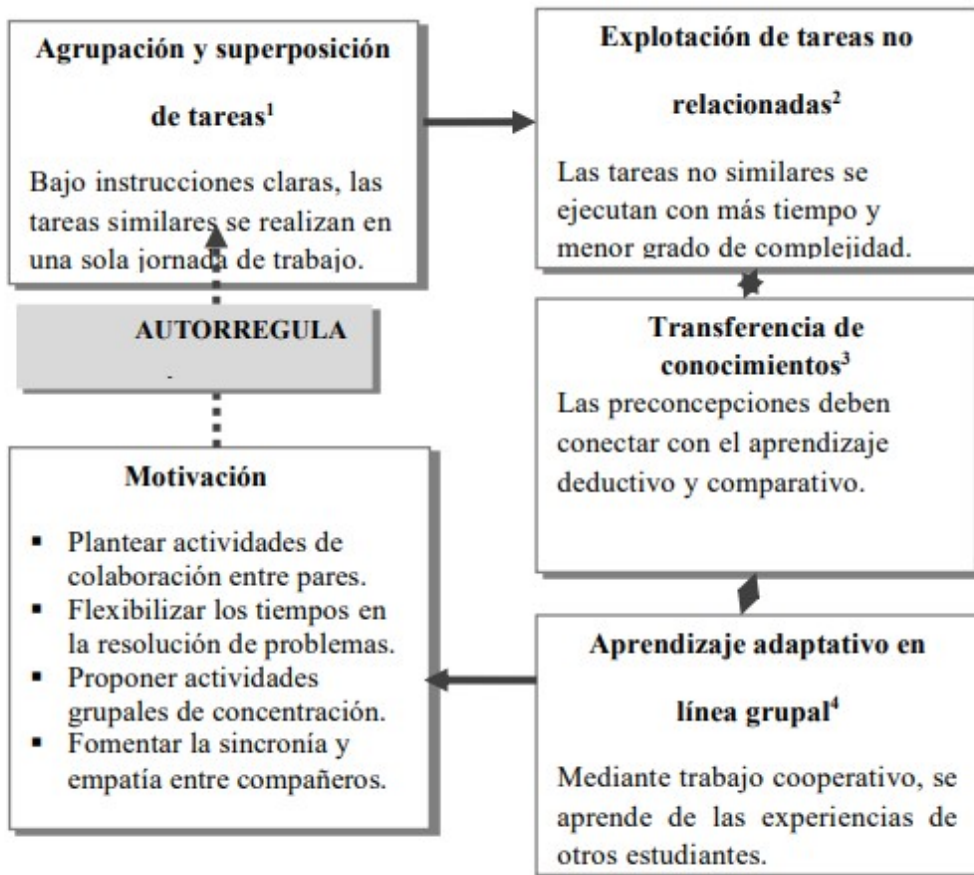 Agrupación y superposición
de tareas¹
Bajo instrucciones claras, las
tareas similares se realizan en
una sola jornada de trabajo.
Explotación de tareas no
relacionadas²
Las tareas no similares se
ejecutan con más tiempo y
menor grado de complejidad.
Transferencia de
conocimientos³
Las preconcepciones deben
conectar con el aprendizaje
deductivo y comparativo.
Aprendizaje adaptativo en
línea grupal⁴
Mediante trabajo cooperativo, se
aprende de las experiencias de
otros estudiantes.
Motivación
▪ Plantear actividades de
colaboración entre pares.
▪ Flexibilizar los tiempos en
la resolución de problemas.
▪ Proponer actividades
grupales de concentración.
▪ Fomentar la sincronía y
empatía entre compañeros.
AUTORREGULA
-